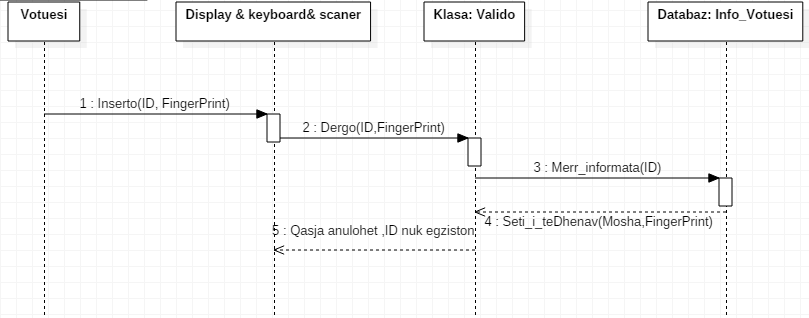 Votuesi
Display & keyboard& scaner
Klasa: Valido
Databaz: Info_Votuesi
1 : Inserto(ID, FingerPrint)
2 : Dergo(ID,FingerPrint)
3 : Merr_informata(ID)
4 : Seti_i_teDhenav(Mosha,FingerPrint)
5 : Qasja anulohet ,ID nuk egziston